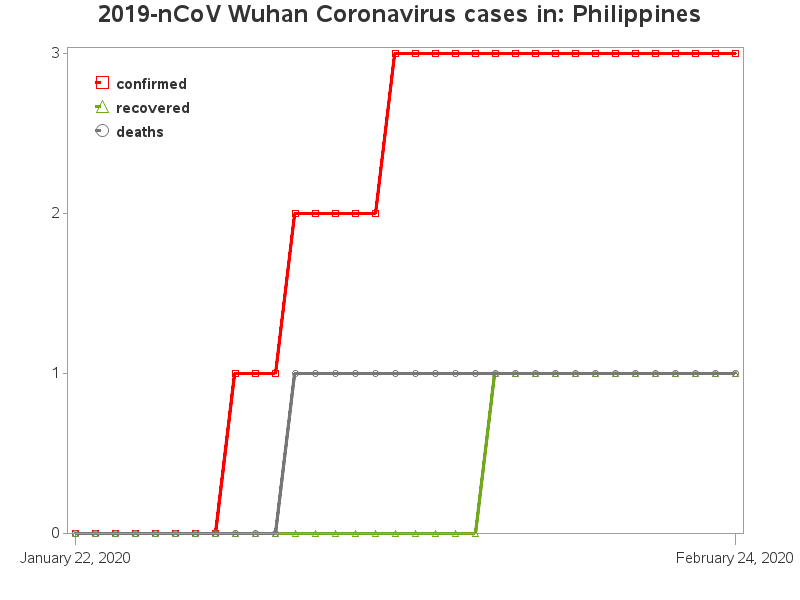 2019-nCoV Wuhan Coronavirus cases in: Philippines
3
confirmed
recovered
deaths
2
1
0
January 22, 2020
February 24, 2020